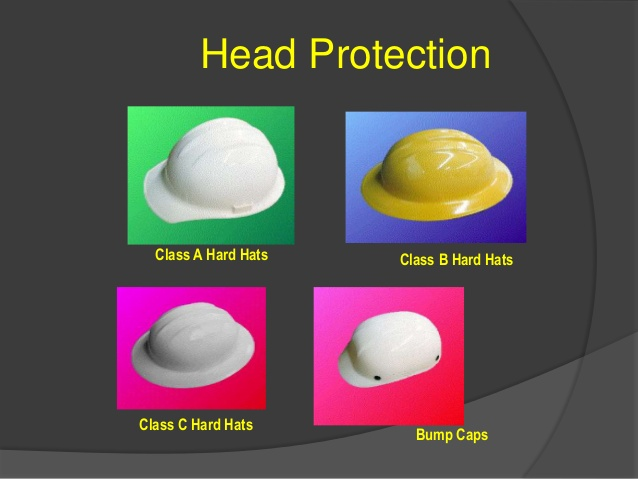 Head Protection
Class A Hard Hats
Class B Hard Hats
Class C Hard Hats
Bump Caps